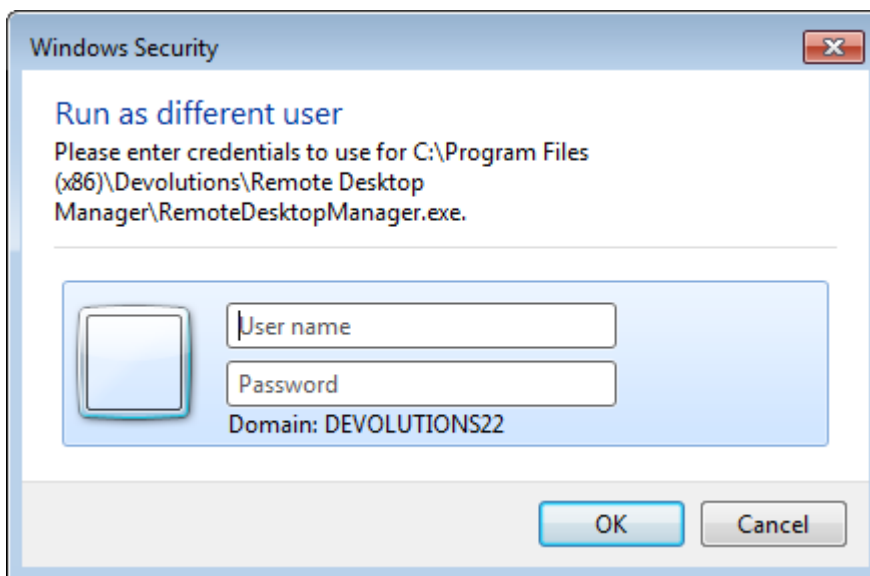 Windows Security
Run as different user
Please enter credentials to use for C:\Program Files
(x86)\Devolutions\Remote Desktop
Manager\RemoteDesktopManager.exe.
User name
Password
Domain: DEVOLUTIONS22
OK Cancel